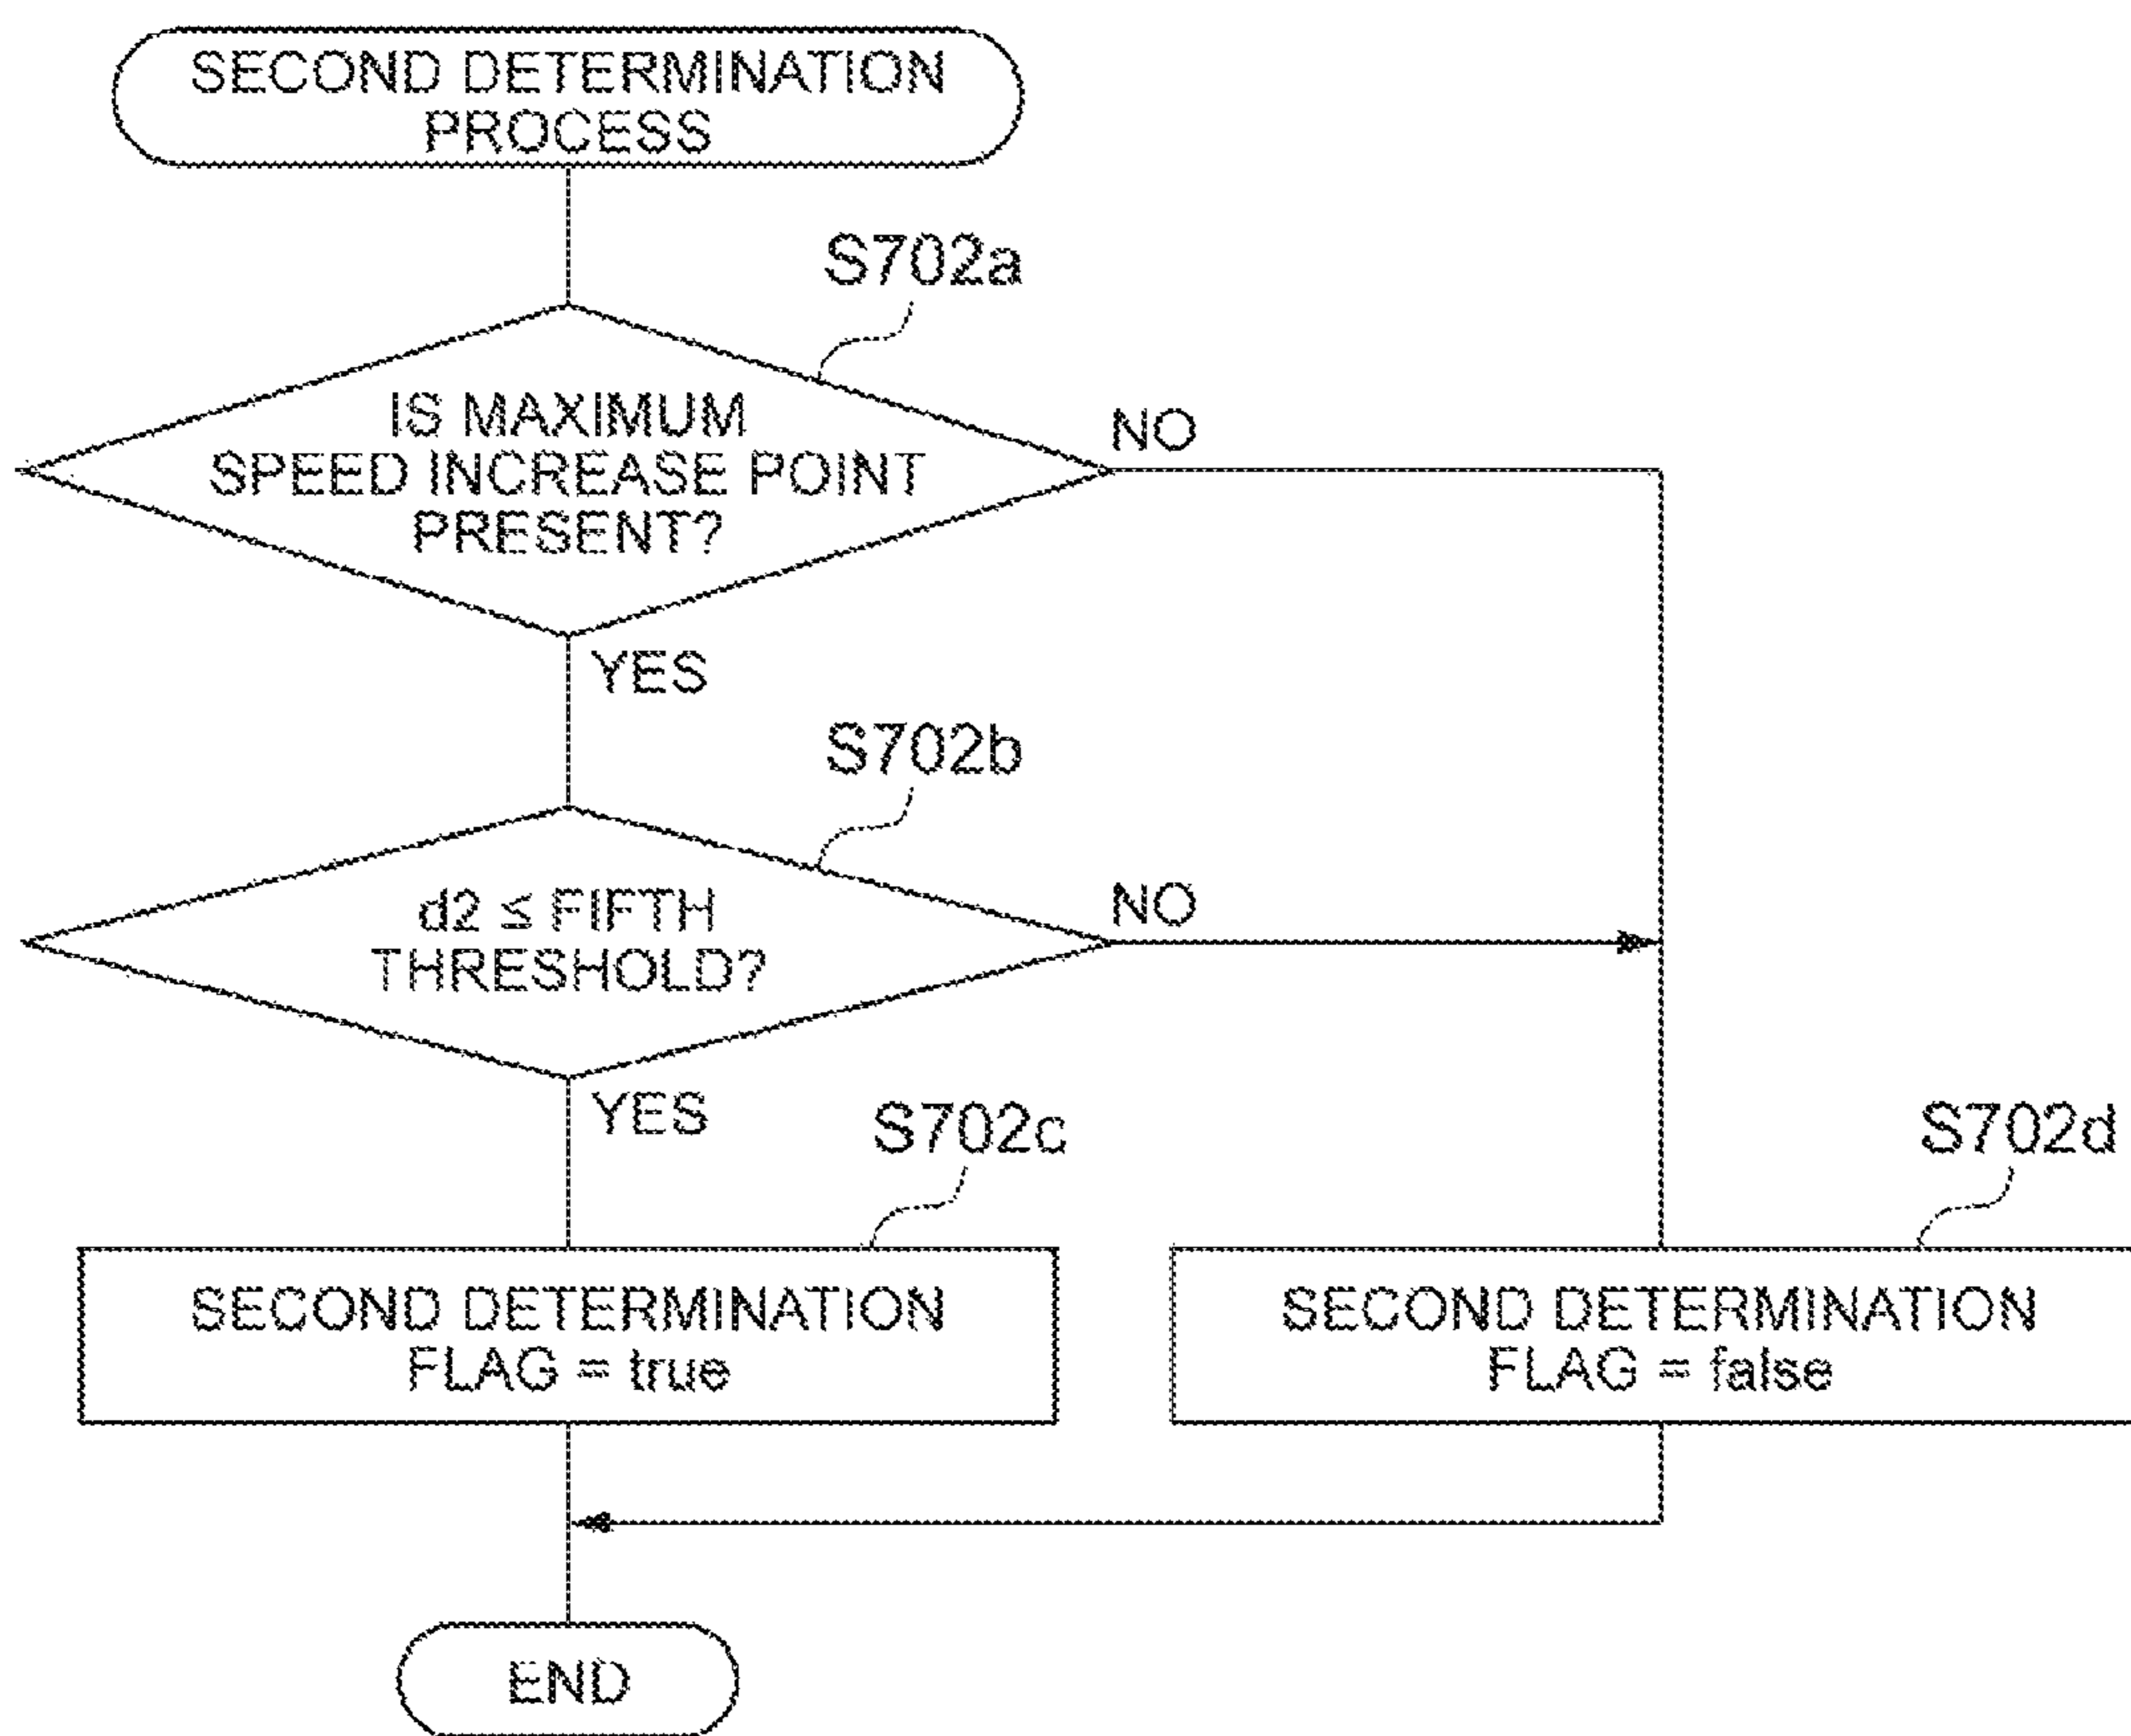 SECOND DETERMINATION
PROCESS
S702a
IS MAXIMUM
SPEED INCREASE POINT
PRESENT?
NO
YES
S702b
d2 ≤ FIFTH
THRESHOLD?
NO
YES
S702c
S702d
SECOND DETERMINATION
FLAG = true
SECOND DETERMINATION
FLAG = false
END